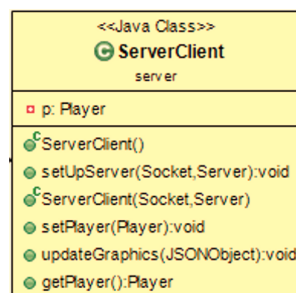 <<Java Class>>
ServerClient
server
p: Player
ServerClient()
setUpServer(Socket,Server):void
ServerClient(Socket,Server)
setPlayer(Player):void
updateGraphics(JSONObject):void
getPlayer():Player